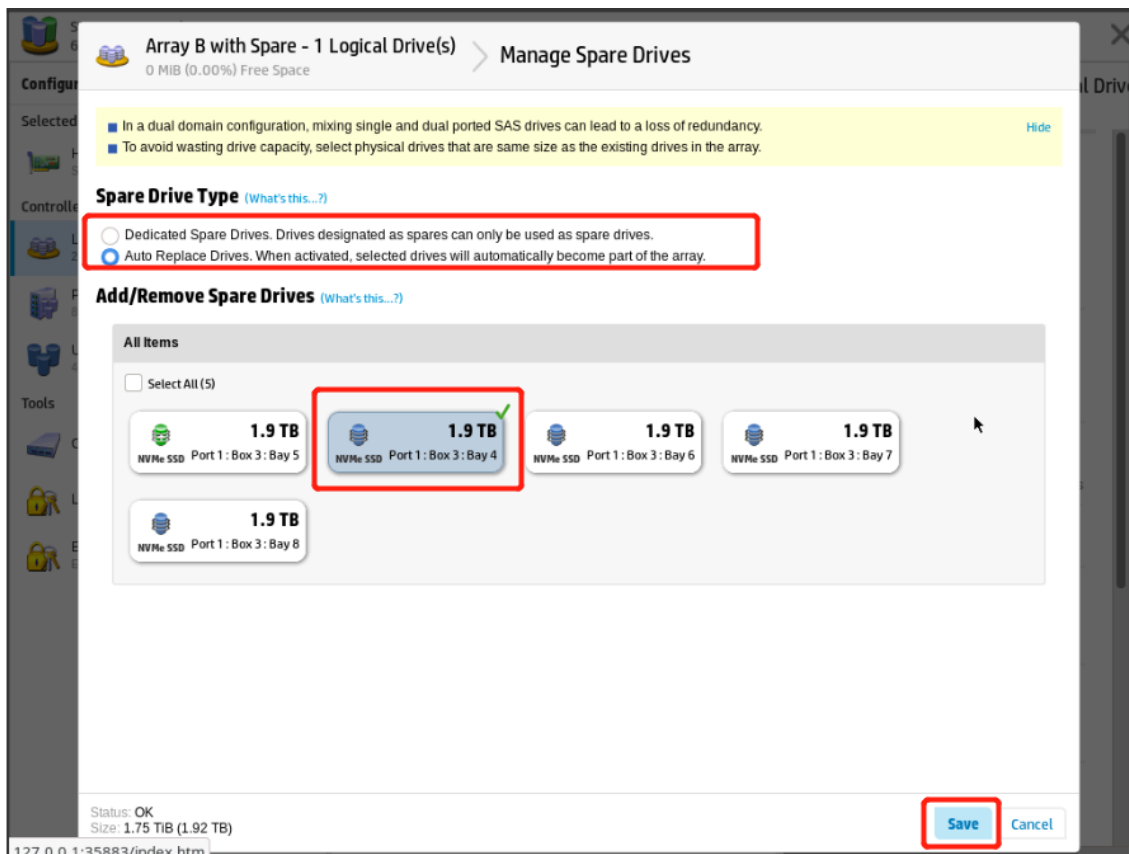 Array B with Spare - 1 Logical Drive(s)
0 MiB (0.00%) Free Space
Manage Spare Drives
Configur
al Drive
Selected
In a dual domain configuration, mixing single and dual ported SAS drives can lead to a loss of redundancy.
Hide
To avoid wasting drive capacity, select physical drives that are same size as the existing drives in the array.
Spare Drive Type (What's this...?)
Controlle
Dedicated Spare Drives. Drives designated as spares can only be used as spare drives.
Auto Replace Drives. When activated, selected drives will automatically become part of the array.
Add/Remove Spare Drives (What's this...?)
All Items
Select All (5)
Tools
1.9 TB
NVMe SSD Port 1 : Box 3 : Bay 5
1.9 TB
NVMe SSD Port 1 : Box 3 : Bay 4
1.9 TB
NVMe SSD Port 1 : Box 3 : Bay 6
1.9 TB
NVMe SSD Port 1 : Box 3 : Bay 7
1.9 TB
NVMe SSD Port 1 : Box 3 : Bay 8
Status: OK
Size: 1.75 TiB (1.92 TB)
Save
Cancel
127.0.0.1:35883/index.htm